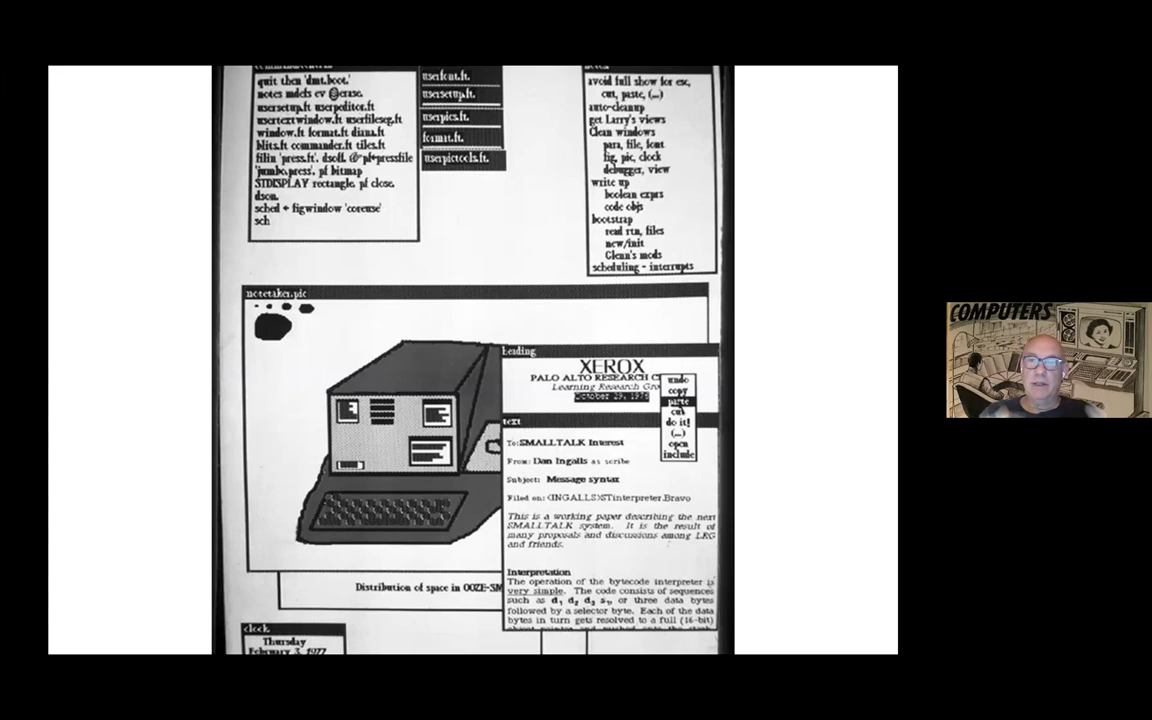 quit then 'dmt.boot.'
notes mdefs ev erase.
usersetup.ft userpeditor.ft
usertextwindow.ft userfileseg.ft
window.ft format.ft diana.ft
blits.ft commander.ft tiles.ft
filin 'press.ft'. dsoff. pf←pressfile
'jumbo.press'. pf bitmap
STDISPLAY rectangle. pf close.
dson.
sched ← figwindow 'coreuse'
sch
userfont.ft.
usersetup.ft.
userpics.ft.
format.ft.
userpictools.ft.
notes
avoid full show for esc,
cut, paste, (...)
auto-cleanup
get Larry's views
Clean windows
para, file, font
fig, pic, clock
debugger, view
write up
boolean exprs
code objs
bootstrap
read rtn, files
new/init
Glenn's mods
scheduling - interrupts
notetaker.pic
heading
XEROX
PALO ALTO RESEARCH C
Learning Research Gro
October 29, 1976
undo
copy
paste
cut
do it!
(...)
open
include
text
To: SMALLTALK Interest
From: Dan Ingalls as scribe
Subject: Message syntax
Filed on: <INGALLS>STinterpreter.Bravo
This is a working paper describing the next
SMALLTALK system. It is the result of
many proposals and discussions among LRG
and friends.
Interpretation
The operation of the bytecode interpreter is
very simple. The code consists of sequences
such as d1 d2 d3 s, or three data bytes
followed by a selector byte. Each of the data
bytes in turn gets resolved to a full (16-bit)
object pointer and pushed onto the stack
Distribution of space in OOZE-SM
clock
Thursday
February 3, 1977
COMPUTERS